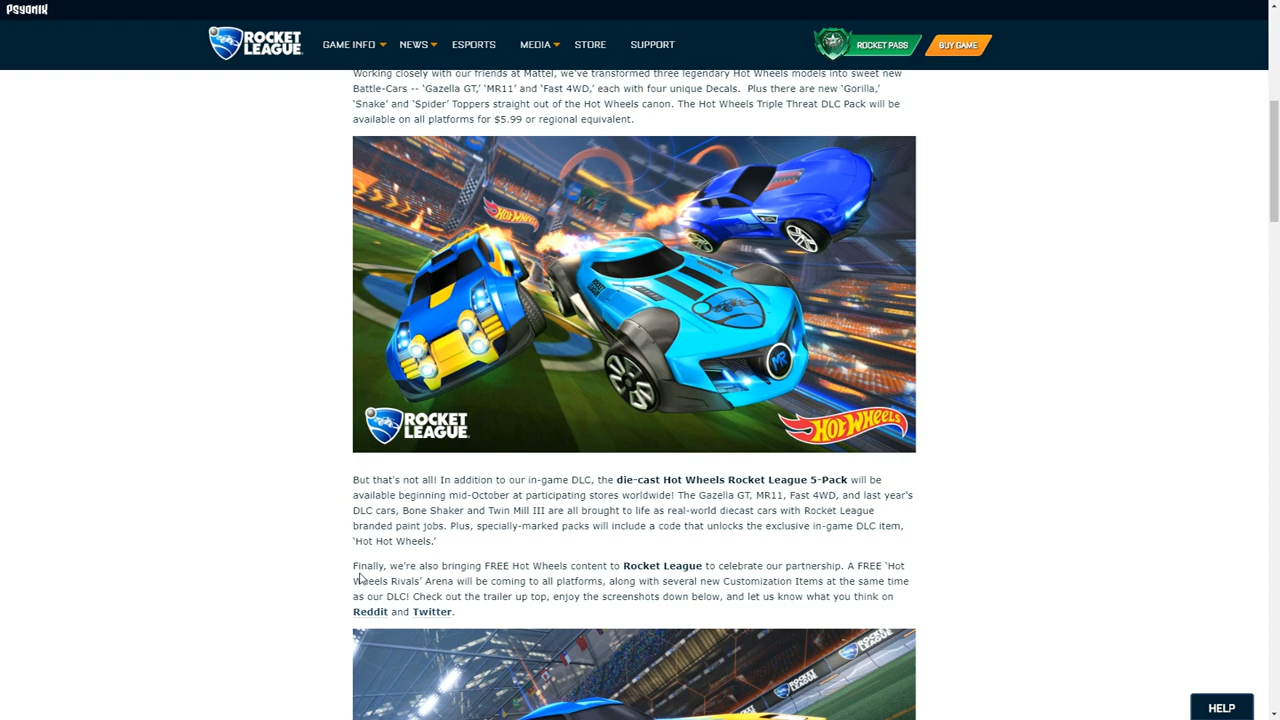 PSYONIX
ROCKET LEAGUE
GAME INFO
NEWS
ESPORTS
MEDIA
STORE
SUPPORT
ROCKET PASS
BUY GAME
Working closely with our friends at Mattel, we've transformed three legendary Hot Wheels models into sweet new
Battle-Cars -- 'Gazella GT,' 'MR11' and 'Fast 4WD,' each with four unique Decals. Plus there are new 'Gorilla,'
'Snake' and 'Spider' Toppers straight out of the Hot Wheels canon. The Hot Wheels Triple Threat DLC Pack will be
available on all platforms for $5.99 or regional equivalent.
HOT WHEELS
MR
ROCKET LEAGUE
HOT WHEELS
But that's not all! In addition to our in-game DLC, the die-cast Hot Wheels Rocket League 5-Pack will be
available beginning mid-October at participating stores worldwide! The Gazella GT, MR11, Fast 4WD, and last year's
DLC cars, Bone Shaker and Twin Mill III are all brought to life as real-world diecast cars with Rocket League
branded paint jobs. Plus, specially-marked packs will include a code that unlocks the exclusive in-game DLC item,
'Hot Hot Wheels.'
Finally, we're also bringing FREE Hot Wheels content to Rocket League to celebrate our partnership. A FREE 'Hot
Wheels Rivals' Arena will be coming to all platforms, along with several new Customization Items at the same time
as our DLC! Check out the trailer up top, enjoy the screenshots down below, and let us know what you think on
Reddit and Twitter.
ROCKET LEAGUE
ROCKET LEAGUE
HELP